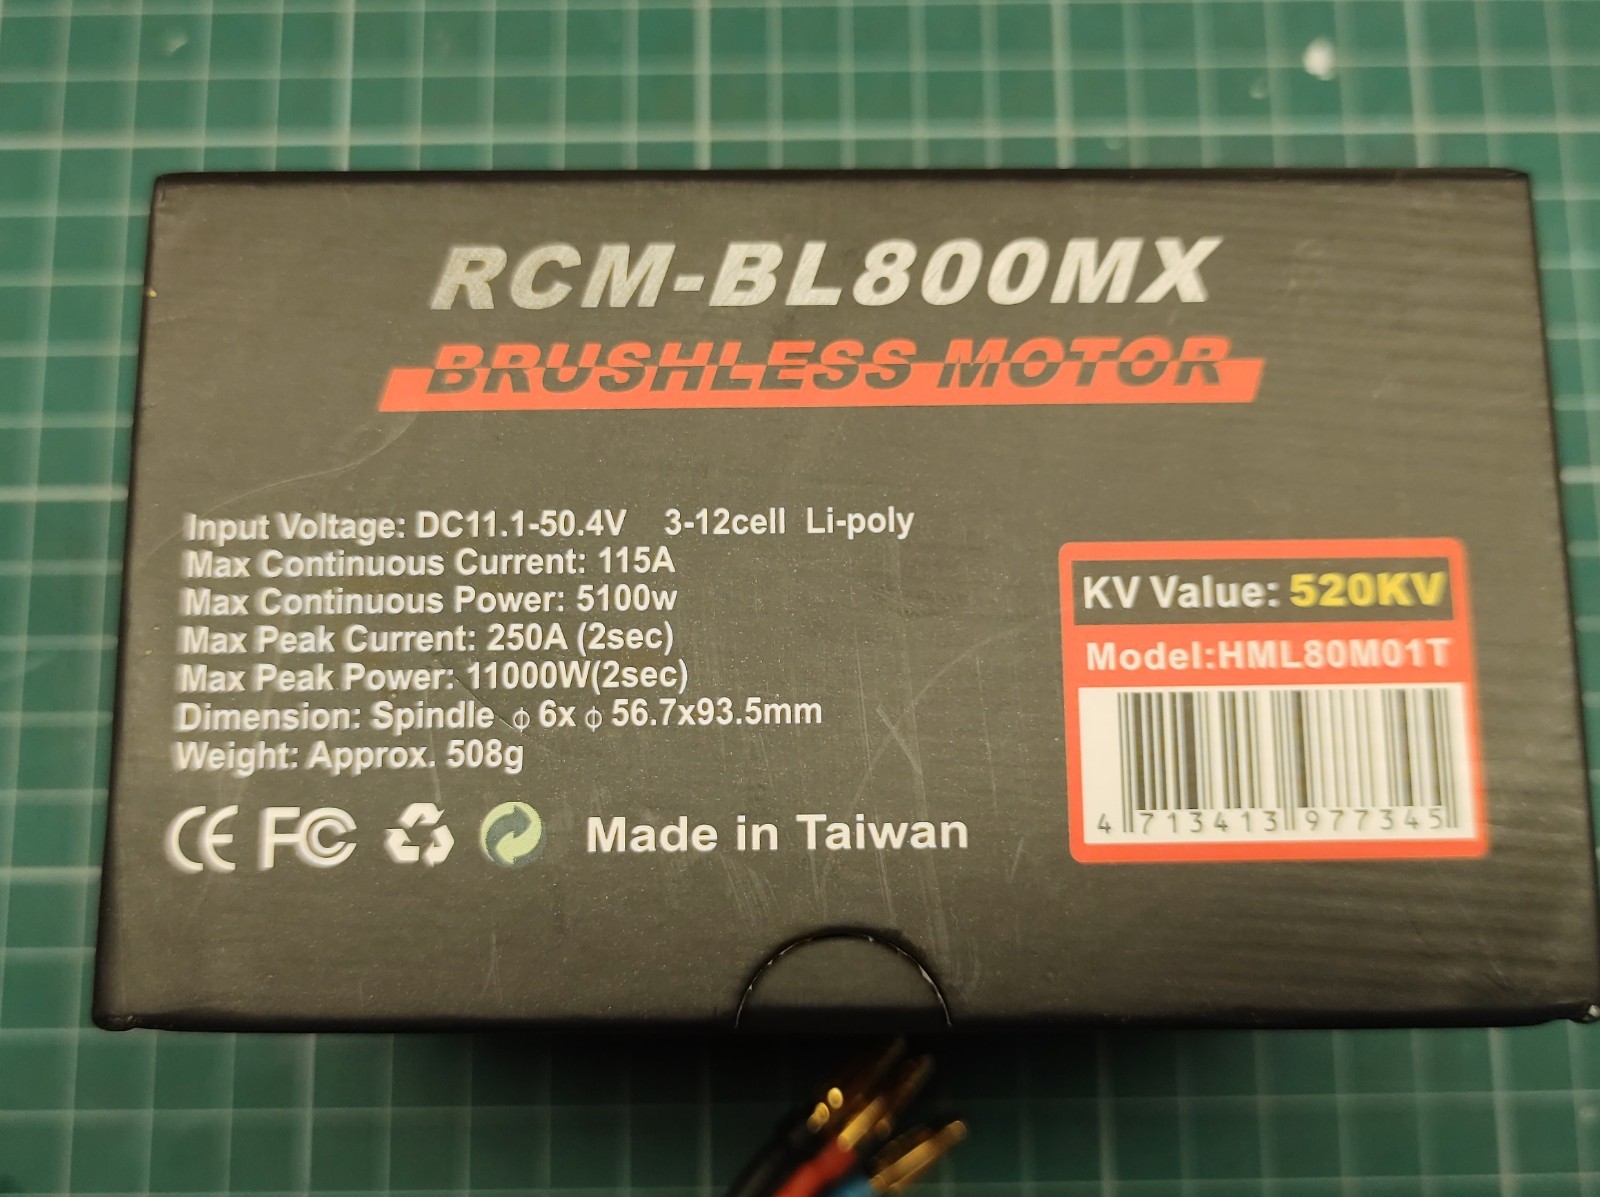 RCM-BL800MX
BRUSHLESS MOTOR
Input Voltage: DC11.1-50.4V 3-12cell Li-poly
Max Continuous Current: 115A
Max Continuous Power: 5100w
Max Peak Current: 250A (2sec)
Max Peak Power: 11000W(2sec)
Dimension: Spindle ϕ 6x ϕ 56.7x93.5mm
Weight: Approx. 508g
CE FC Made in Taiwan
KV Value: 520KV
Model:HML80M01T
4 713413 977345